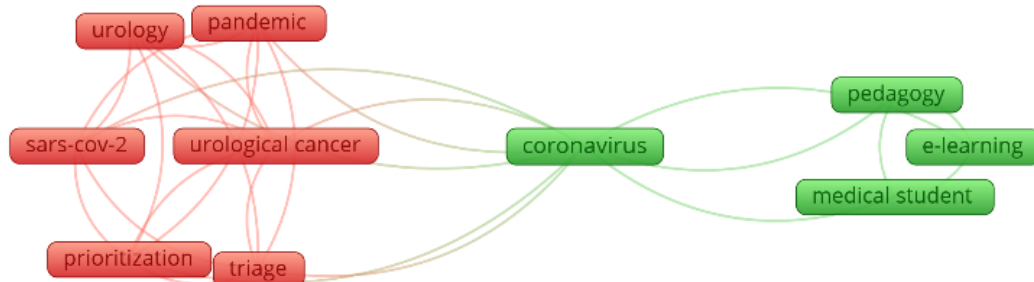 urology
pandemic
pedagogy
sars-cov-2
urological cancer
coronavirus
e-learning
medical student
prioritization
triage